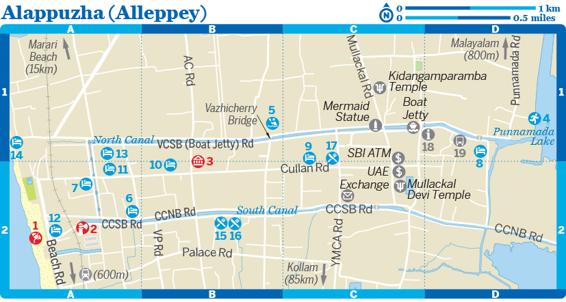 Alappuzha (Alleppey)
N
0 1 km
0 0.5 miles
A B C D
Marari
Beach
(15km)
AC Rd
Mullackal Rd
Malayalam
(800m)
Punnamada Rd
Kidangamparamba
Temple
1 1
Vazhicherry
Bridge
5
Mermaid
Statue
Boat
Jetty
4
Punnamada
Lake
14
North Canal
VCSB (Boat Jetty) Rd
13
11
10
3
9
17
18
19
8
Cullan Rd
SBI ATM
UAE
Exchange
Mullackal
Devi Temple
7
6
2 2
12
1
2
CCSB Rd
CCNB Rd
South Canal
CCSB Rd
CCNB Rd
15 16
Beach Rd
VP Rd
Palace Rd
YMCA Rd
(600m)
Kollam
(85km)
A B C D